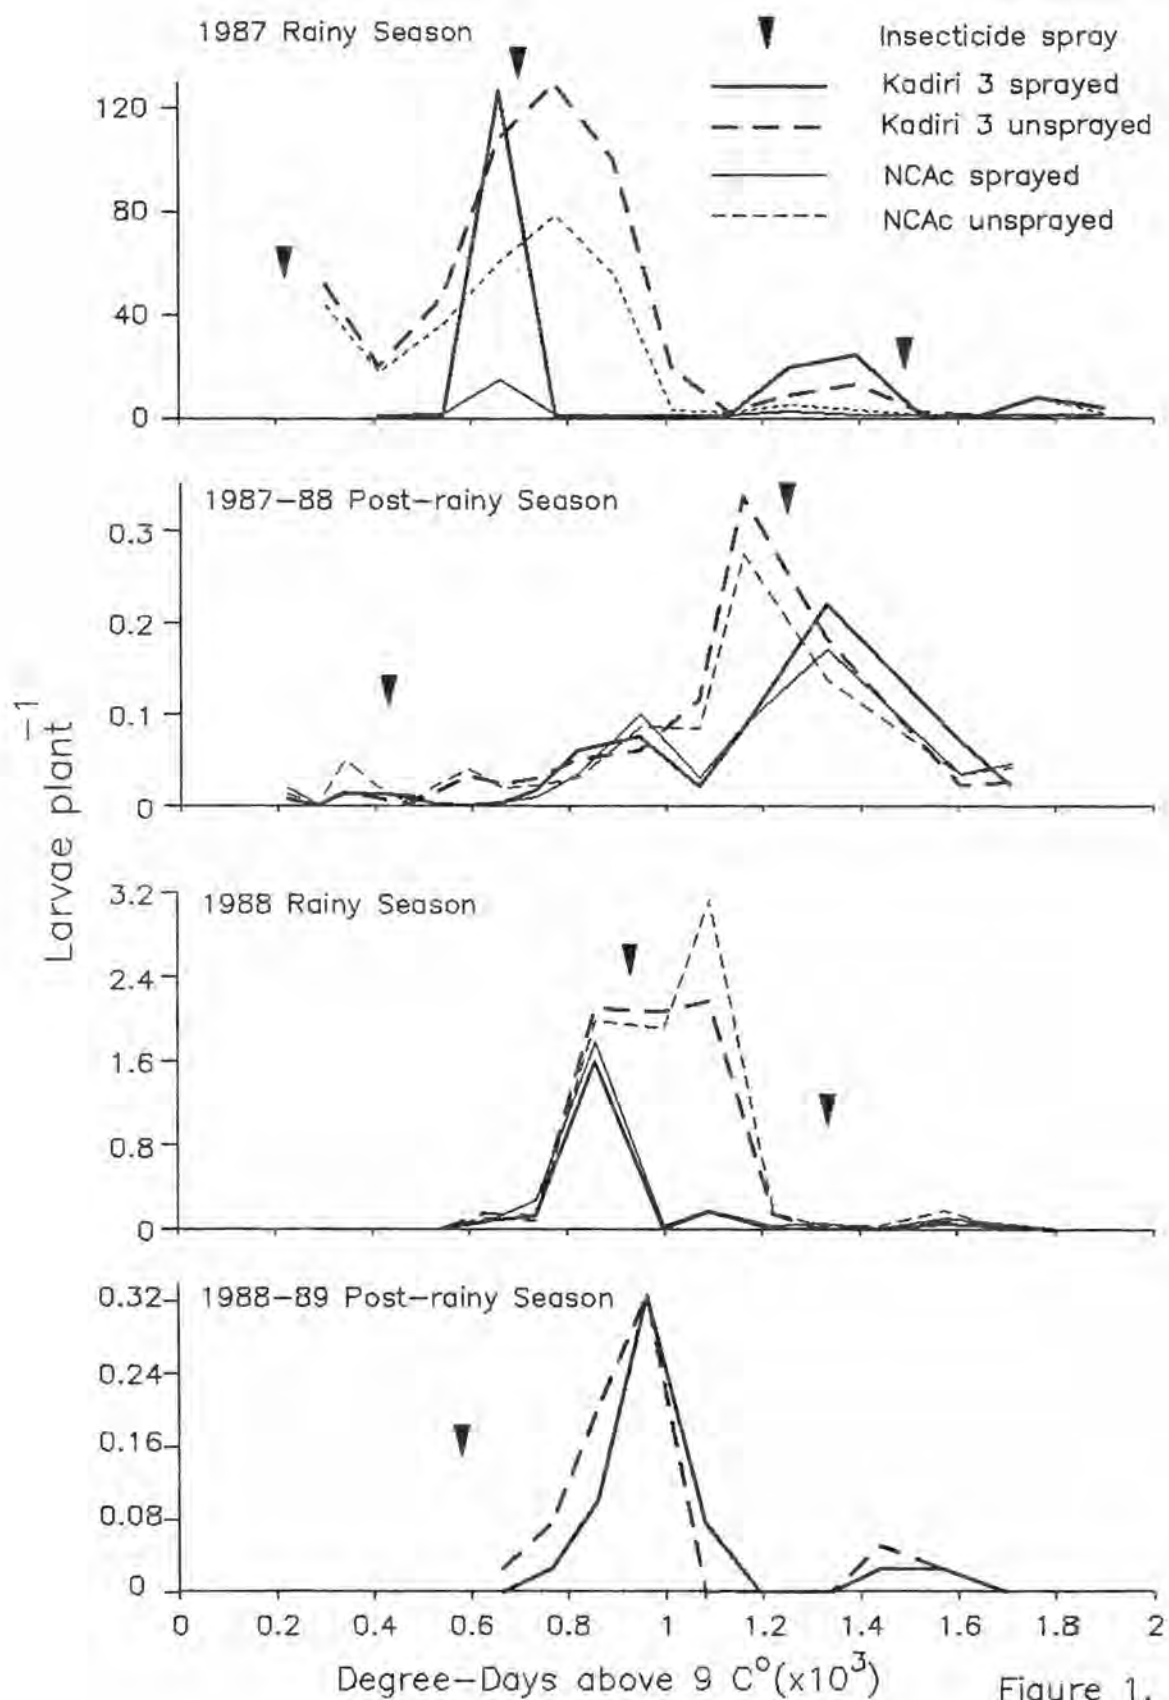 1987 Rainy Season
Insecticide spray
Kadiri 3 sprayed
Kadiri 3 unsprayed
NCAc sprayed
NCAc unsprayed
120
80
40
0
1987-88 Post-rainy Season
0.3
0.2
0.1
0
Larvae plant⁻¹
1988 Rainy Season
3.2
2.4
1.6
0.8
0
1988-89 Post-rainy Season
0.32
0.24
0.16
0.08
0
0 0.2 0.4 0.6 0.8 1 1.2 1.4 1.6 1.8 2
Degree-Days above 9 C°(x10³)
Figure 1.